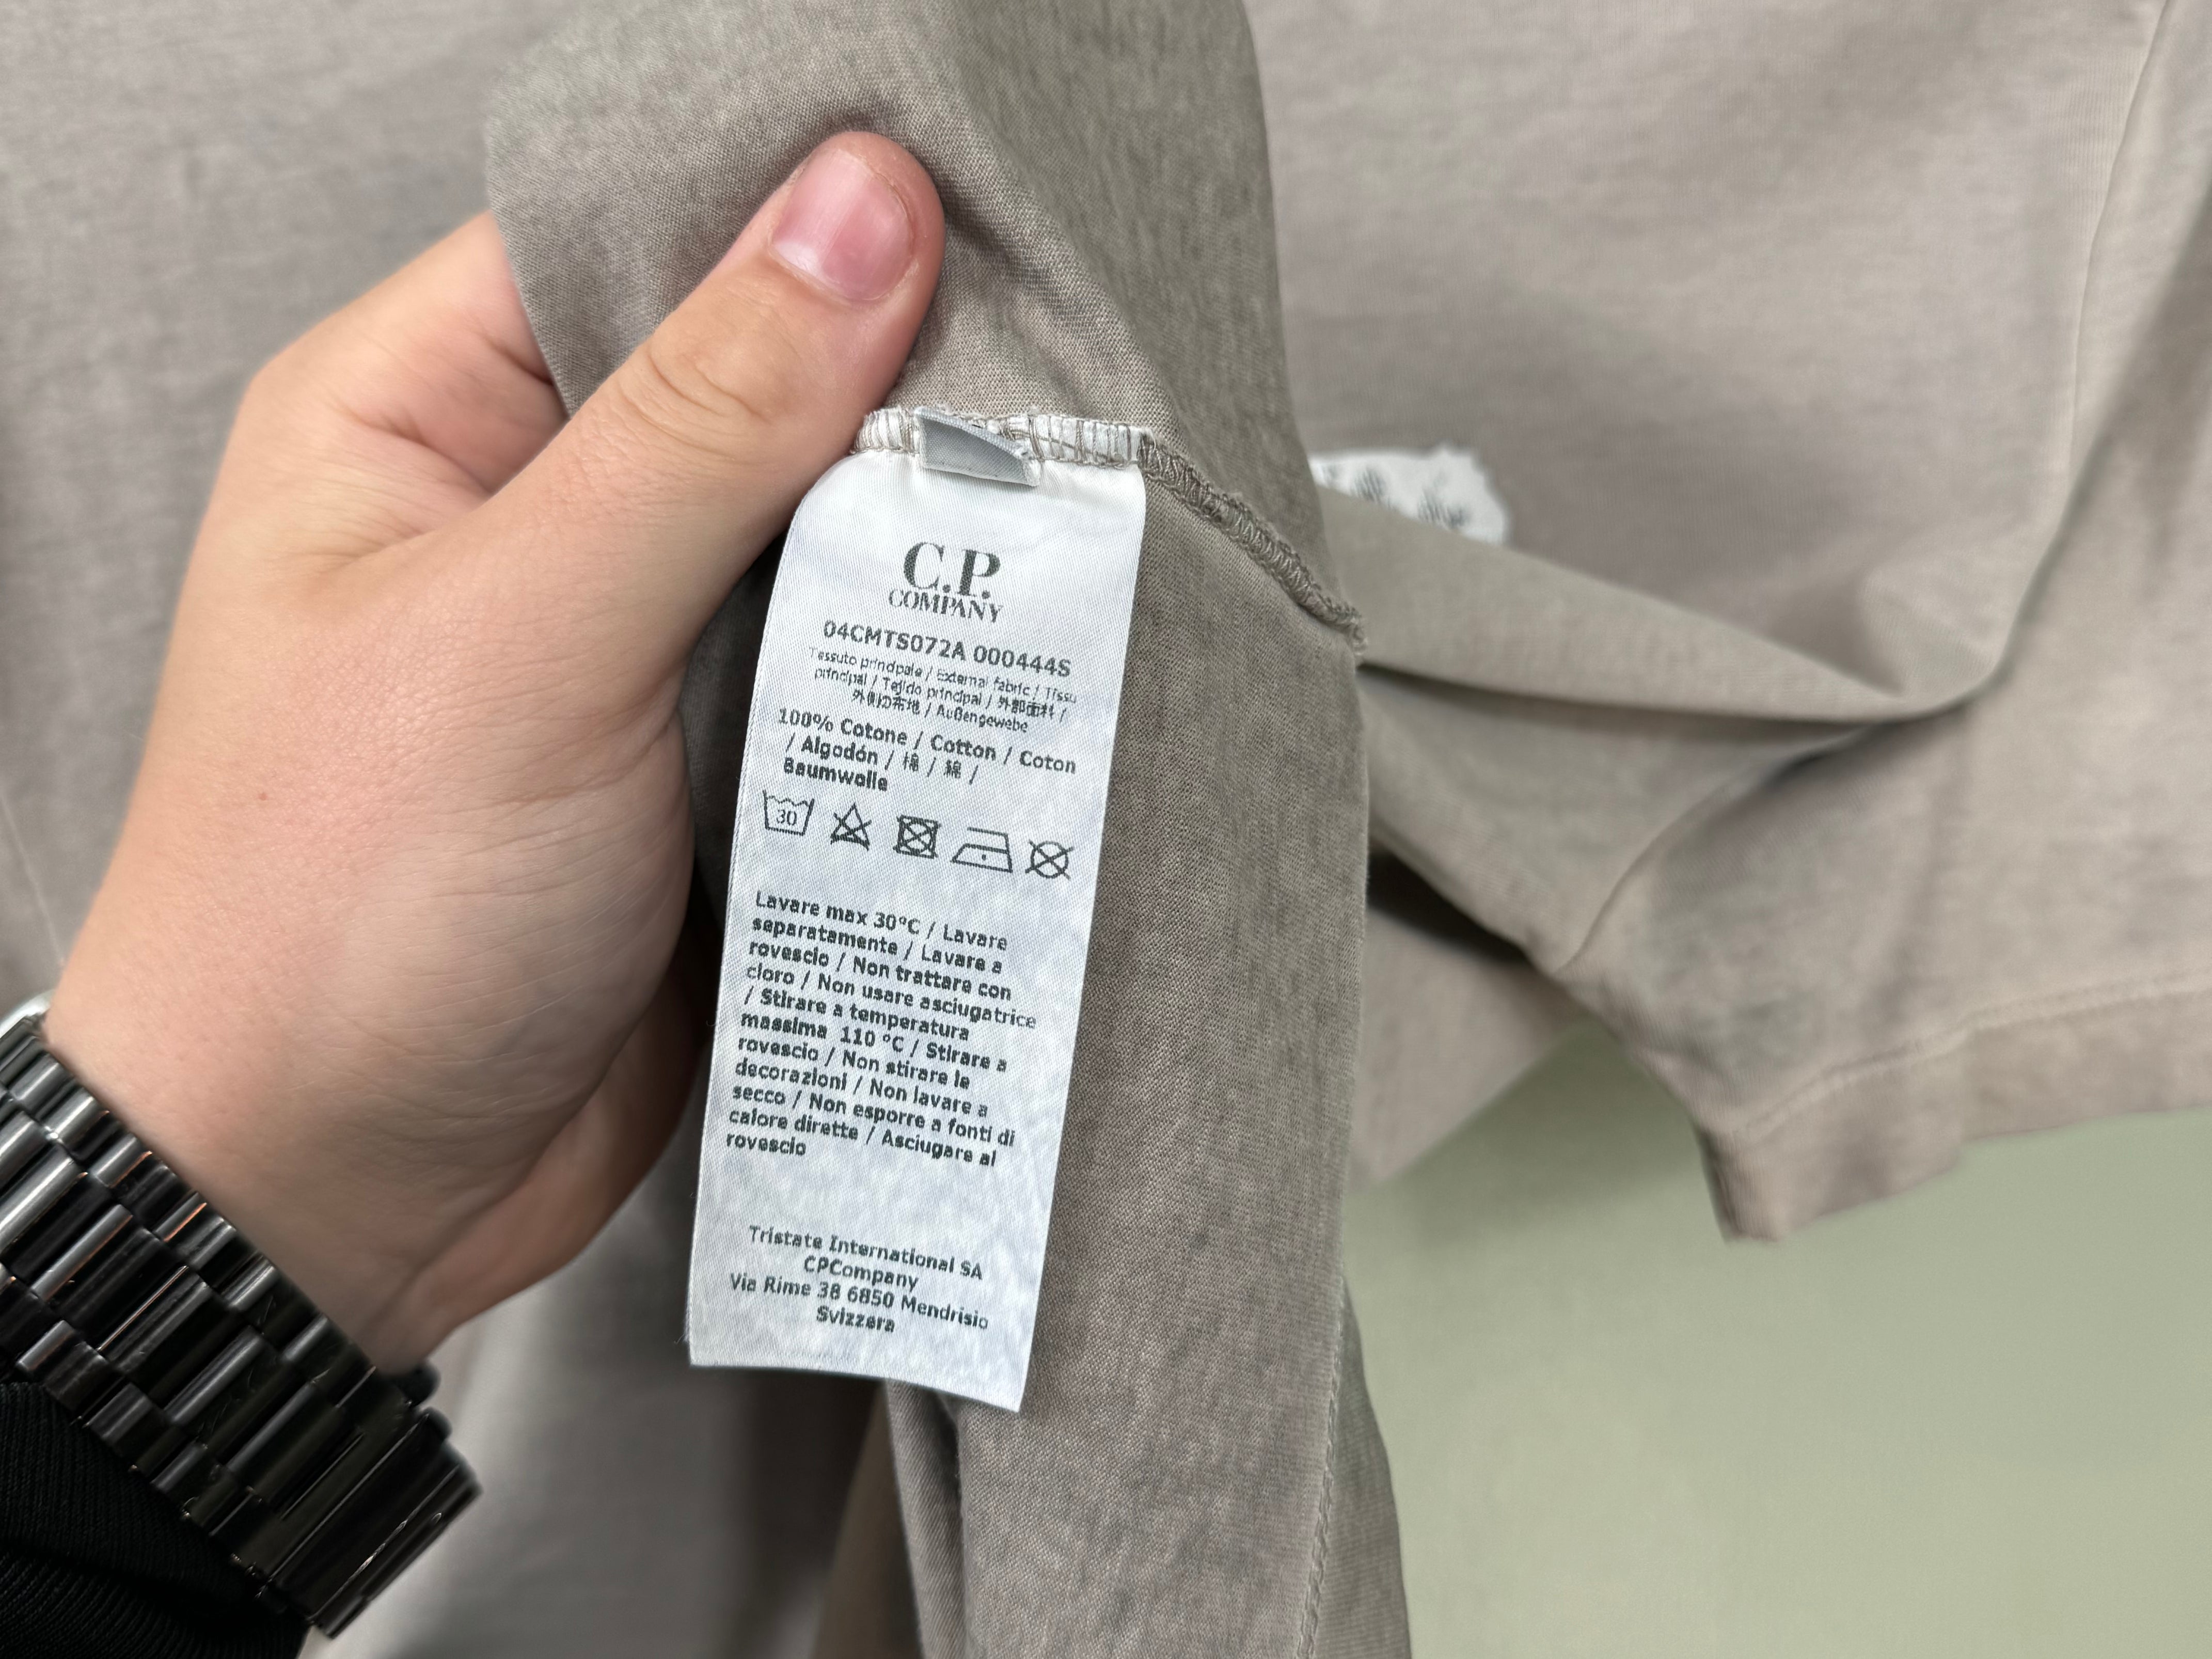 C.P.
COMPANY
04CMTS072A 000444S
Tessuto principale / External fabric / Tissu
principal / Tejido principal / 外部面料 /
外側の布地 / Außengewebe
100% Cotone / Cotton / Coton
/ Algodón / 棉 / 綿 /
Baumwolle
30
Lavare max 30°C / Lavare
separatamente / Lavare a
rovescio / Non trattare con
cloro / Non usare asciugatrice
/ Stirare a temperatura
massima 110 °C / Stirare a
rovescio / Non stirare le
decorazioni / Non lavare a
secco / Non esporre a fonti di
calore dirette / Asciugare al
rovescio
Tristate International SA
CPCompany
Via Rime 38 6850 Mendrisio
Svizzera